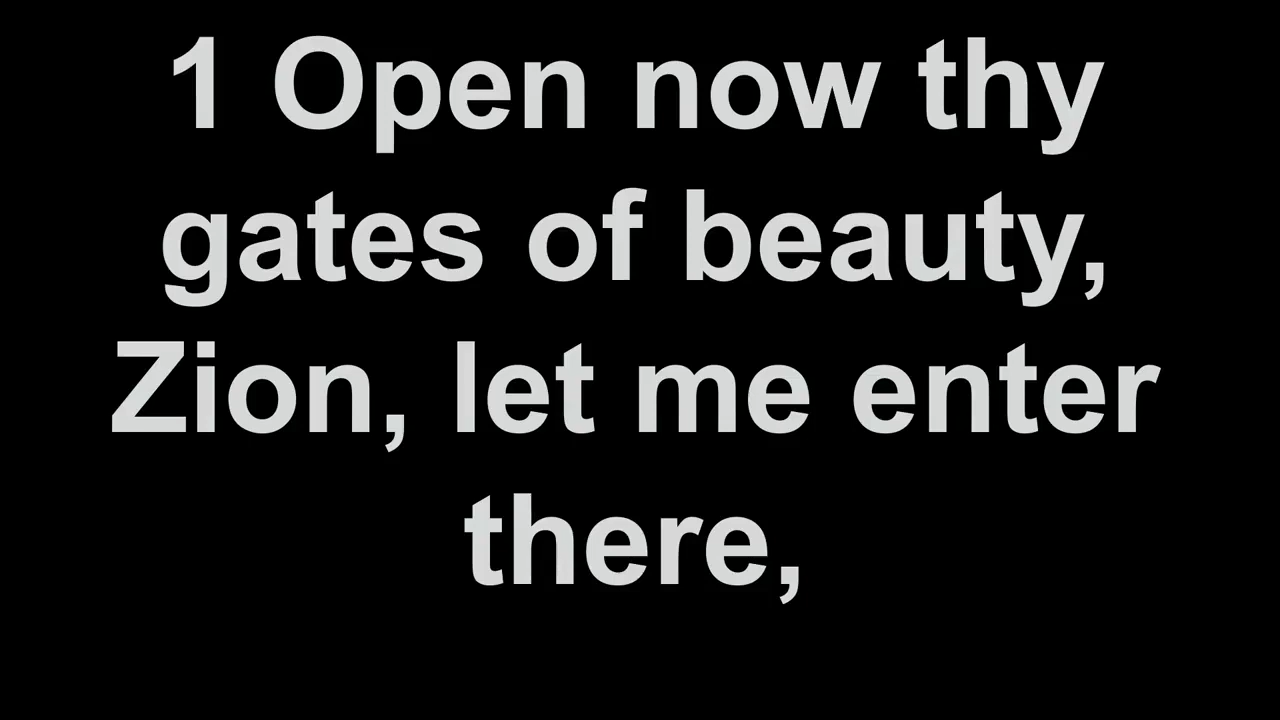 1 Open now thy
gates of beauty,
Zion, let me enter
there,